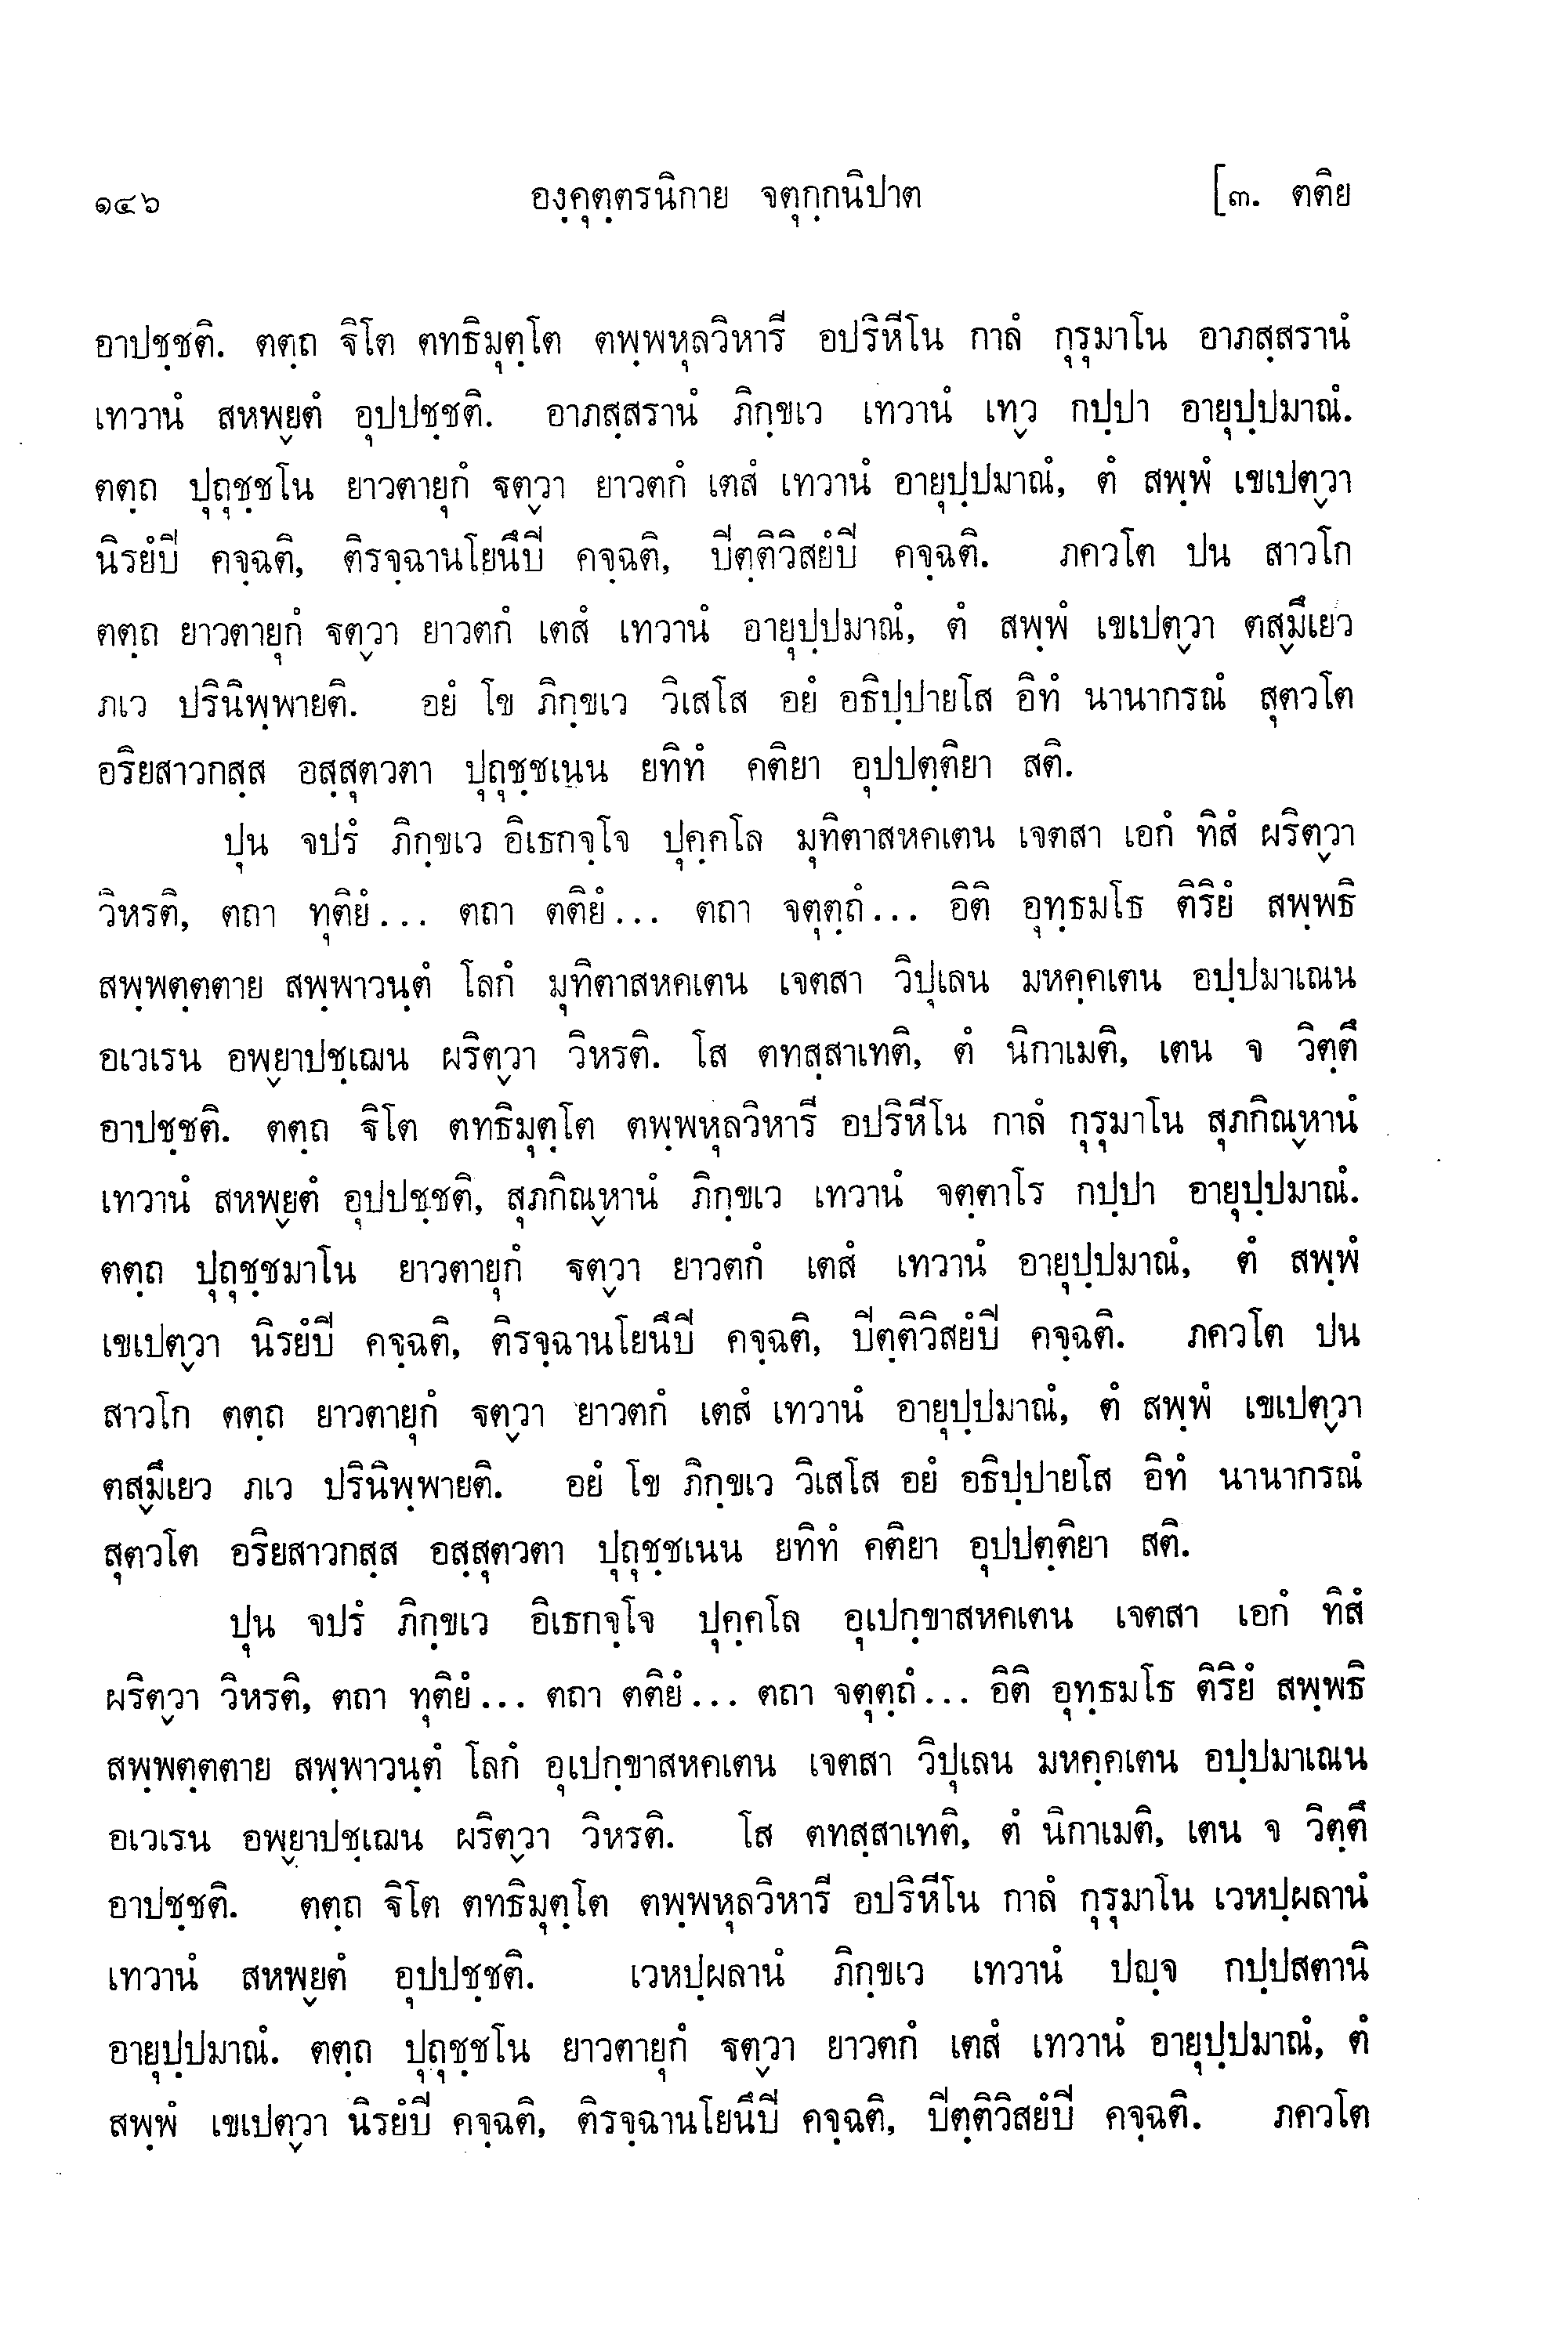 ๑๔๖ องฺคุตฺตรนิกาย จตุกฺกนิปาต [๓. ตติย
อาปชฺชติ. ตตฺถ ฐิโต ตทธิมุตฺโต ตพฺพหุลวิหารี อปริหีโน กาลํ กุรุมาโน อาภสฺสรานํ
เทวานํ สหพฺยตํ อุปปชฺชติ. อาภสฺสรานํ ภิกฺขเว เทวานํ เทฺว กปฺปา อายุปฺปมาณํ.
ตตฺถ ปุถุชฺชโน ยาวตายุกํ ฐตฺวา ยาวตกํ เตสํ เทวานํ อายุปฺปมาณํ, ตํ สพฺพํ เขเปตฺวา
นิรยํปี คจฺฉติ, ติรจฺฉานโยนึปี คจฺฉติ, ปีตฺติวิสยํปี คจฺฉติ. ภควโต ปน สาวโก
ตตฺถ ยาวตายุกํ ฐตฺวา ยาวตกํ เตสํ เทวานํ อายุปฺปมาณํ, ตํ สพฺพํ เขเปตฺวา ตสฺมึเยว
ภเว ปรินิพฺพายติ. อยํ โข ภิกฺขเว วิเสโส อยํ อธิปฺปายโส อิทํ นานากรณํ สุตวโต
อริยสาวกสฺส อสฺสุตวตา ปุถุชฺชเนน ยทิทํ คติยา อุปปตฺติยา สติ.
ปุน จปรํ ภิกฺขเว อิเธกจฺโจ ปุคฺคโล มุทิตาสหคเตน เจตสา เอกํ ทิสํ ผริตฺวา
วิหรติ, ตถา ทุติยํ... ตถา ตติยํ... ตถา จตุตฺถํ... อิติ อุทฺธมโธ ติริยํ สพฺพธิ
สพฺพตฺตตาย สพฺพาวนฺตํ โลกํ มุทิตาสหคเตน เจตสา วิปุเลน มหคฺคเตน อปฺปมาเณน
อเวเรน อพฺยาปชฺเฌน ผริตฺวา วิหรติ. โส ตทสฺสาเทติ, ตํ นิกาเมติ, เตน จ วิตฺตึ
อาปชฺชติ. ตตฺถ ฐิโต ตทธิมุตฺโต ตพฺพหุลวิหารี อปริหีโน กาลํ กุรุมาโน สุภกิณฺหานํ
เทวานํ สหพฺยตํ อุปปชฺชติ, สุภกิณฺหานํ ภิกฺขเว เทวานํ จตฺตาโร กปฺปา อายุปฺปมาณํ.
ตตฺถ ปุถุชฺชมาโน ยาวตายุกํ ฐตฺวา ยาวตกํ เตสํ เทวานํ อายุปฺปมาณํ, ตํ สพฺพํ
เขเปตฺวา นิรยํปี คจฺฉติ, ติรจฺฉานโยนึปี คจฺฉติ, ปีตฺติวิสยํปี คจฺฉติ. ภควโต ปน
สาวโก ตตฺถ ยาวตายุกํ ฐตฺวา ยาวตกํ เตสํ เทวานํ อายุปฺปมาณํ, ตํ สพฺพํ เขเปตฺวา
ตสฺมึเยว ภเว ปรินิพฺพายติ. อยํ โข ภิกฺขเว วิเสโส อยํ อธิปฺปายโส อิทํ นานากรณํ
สุตวโต อริยสาวกสฺส อสฺสุตวตา ปุถุชฺชเนน ยทิทํ คติยา อุปปตฺติยา สติ.
ปุน จปรํ ภิกฺขเว อิเธกจฺโจ ปุคฺคโล อุเปกฺขาสหคเตน เจตสา เอกํ ทิสํ
ผริตฺวา วิหรติ, ตถา ทุติยํ... ตถา ตติยํ... ตถา จตุตฺถํ... อิติ อุทฺธมโธ ติริยํ สพฺพธิ
สพฺพตฺตตาย สพฺพาวนฺตํ โลกํ อุเปกฺขาสหคเตน เจตสา วิปุเลน มหคฺคเตน อปฺปมาเณน
อเวเรน อพฺยาปชฺเฌน ผริตฺวา วิหรติ. โส ตทสฺสาเทติ, ตํ นิกาเมติ, เตน จ วิตฺตึ
อาปชฺชติ. ตตฺถ ฐิโต ตทธิมุตฺโต ตพฺพหุลวิหารี อปริหีโน กาลํ กุรุมาโน เวหปฺผลานํ
เทวานํ สหพฺยตํ อุปปชฺชติ. เวหปฺผลานํ ภิกฺขเว เทวานํ ปญฺจ กปฺปสตานิ
อายุปฺปมาณํ. ตตฺถ ปุถุชฺชโน ยาวตายุกํ ฐตฺวา ยาวตกํ เตสํ เทวานํ อายุปฺปมาณํ, ตํ
สพฺพํ เขเปตฺวา นิรยํปี คจฺฉติ, ติรจฺฉานโยนึปี คจฺฉติ, ปีตฺติวิสยํปี คจฺฉติ. ภควโต